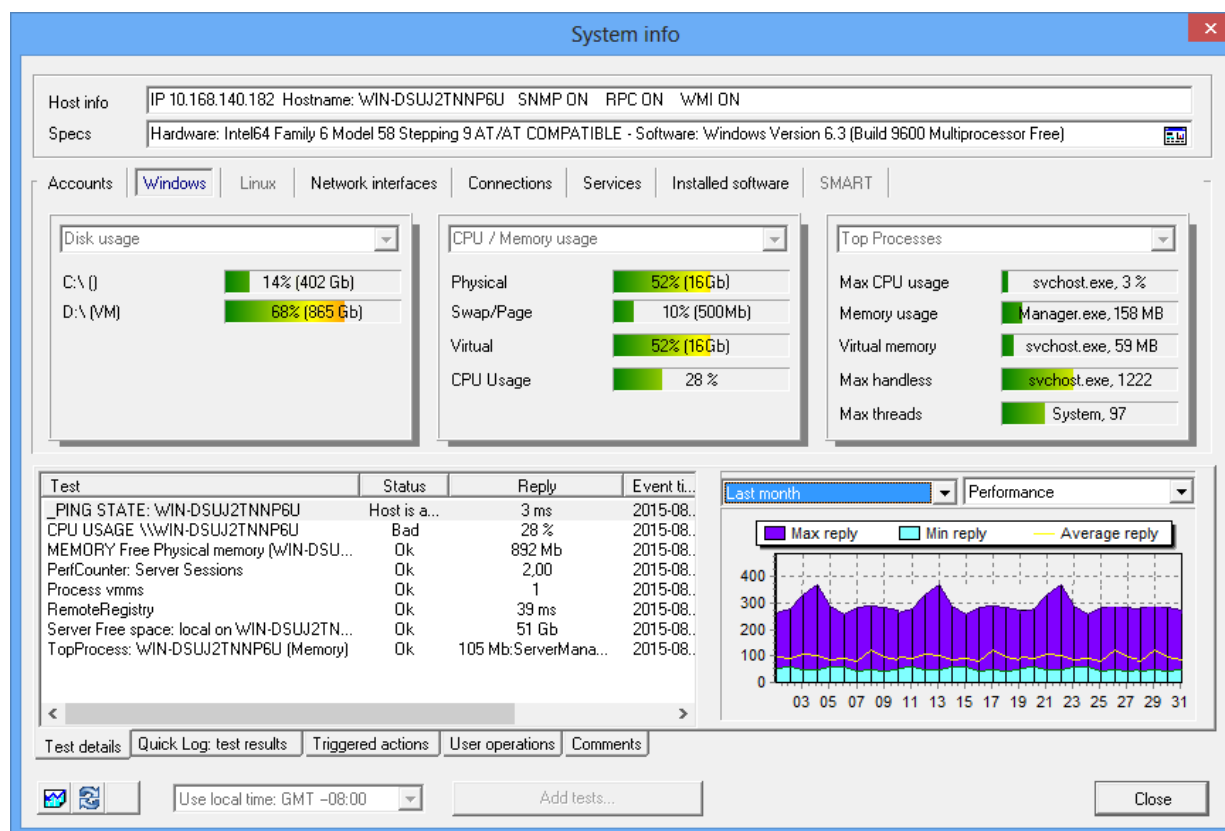 System info
Host info IP 10.168.140.182 Hostname: WIN-DSUJ2TNNP6U SNMP ON RPC ON WMI ON
Specs Hardware: Intel64 Family 6 Model 58 Stepping 9 AT/AT COMPATIBLE - Software: Windows Version 6.3 (Build 9600 Multiprocessor Free)
Accounts Windows Linux Network interfaces Connections Services Installed software SMART
Disk usage
C:\ ()  14% (402 Gb)
D:\ (VM) 68% (865 Gb)
CPU / Memory usage
Physical 52% (16Gb)
Swap/Page 10% (500Mb)
Virtual 52% (16Gb)
CPU Usage 28 %
Top Processes
Max CPU usage svchost.exe, 3 %
Memory usage Manager.exe, 158 MB
Virtual memory svchost.exe, 59 MB
Max handless svchost.exe, 1222
Max threads System, 97
Test Status Reply Event ti...
_PING STATE: WIN-DSUJ2TNNP6U Host is a... 3 ms 2015-08..
CPU USAGE \\WIN-DSUJ2TNNP6U Bad 28 % 2015-08..
MEMORY Free Physical memory (WIN-DSU... Ok 892 Mb 2015-08..
PerfCounter: Server Sessions Ok 2,00 2015-08..
Process vmms Ok 1 2015-08..
RemoteRegistry Ok 39 ms 2015-08..
Server Free space: local on WIN-DSUJ2TN... Ok 51 Gb 2015-08..
TopProcess: WIN-DSUJ2TNNP6U (Memory) Ok 105 Mb:ServerMana... 2015-08..
Last month Performance
Max reply Min reply Average reply
400
300
200
100
0
03 05 07 09 11 13 15 17 19 21 23 25 27 29 31
Test details Quick Log: test results Triggered actions User operations Comments
Use local time: GMT -08:00 Add tests... Close